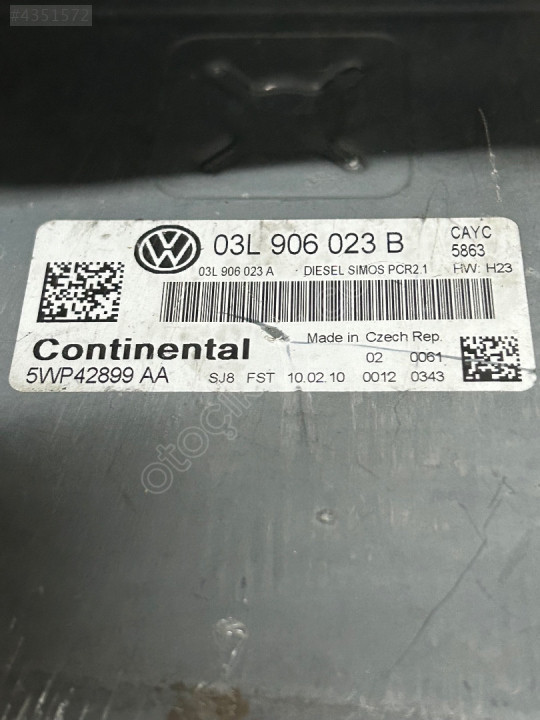 #4351572
03L 906 023 B CAYC
5863
03L 906 023 A DIESEL SIMOS PCR2.1 HW: H23
Continental Made in Czech Rep.
02 0061
5WP42899 AA SJ8 FST 10.02.10 0012 0343